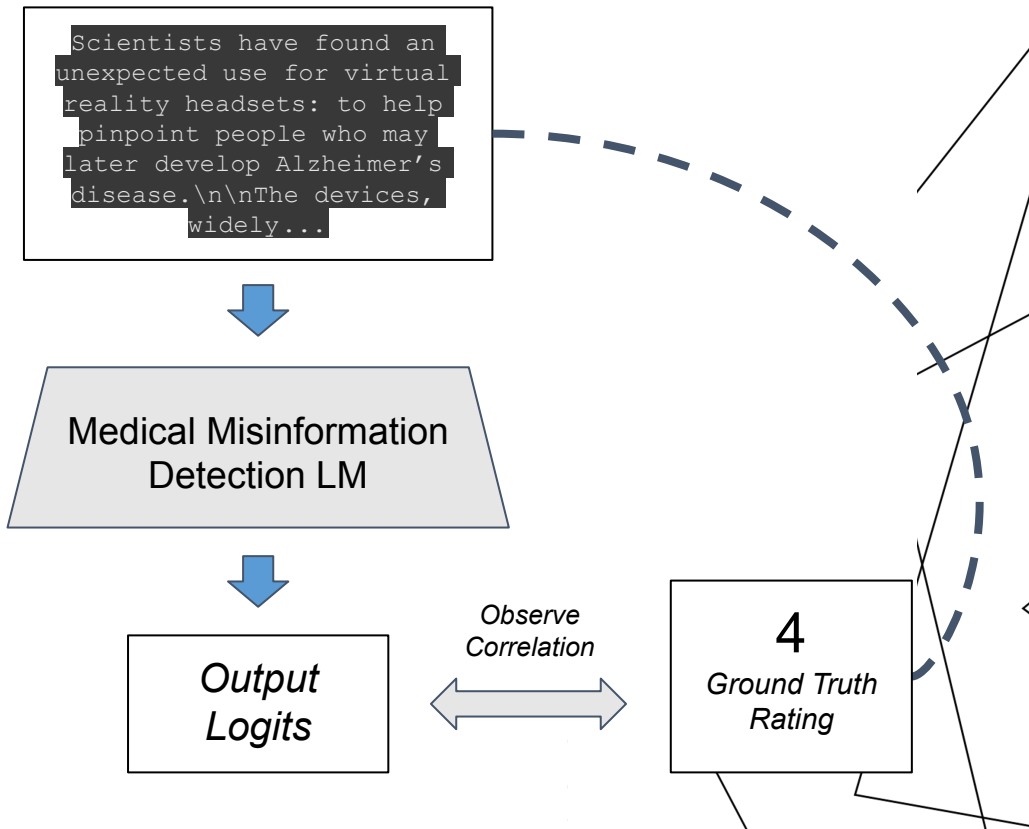 Scientists have found an
unexpected use for virtual
reality headsets: to help
pinpoint people who may
later develop Alzheimer’s
disease.\n\nThe devices,
widely...
Medical Misinformation
Detection LM
Output
Logits
Observe
Correlation
4
Ground Truth
Rating